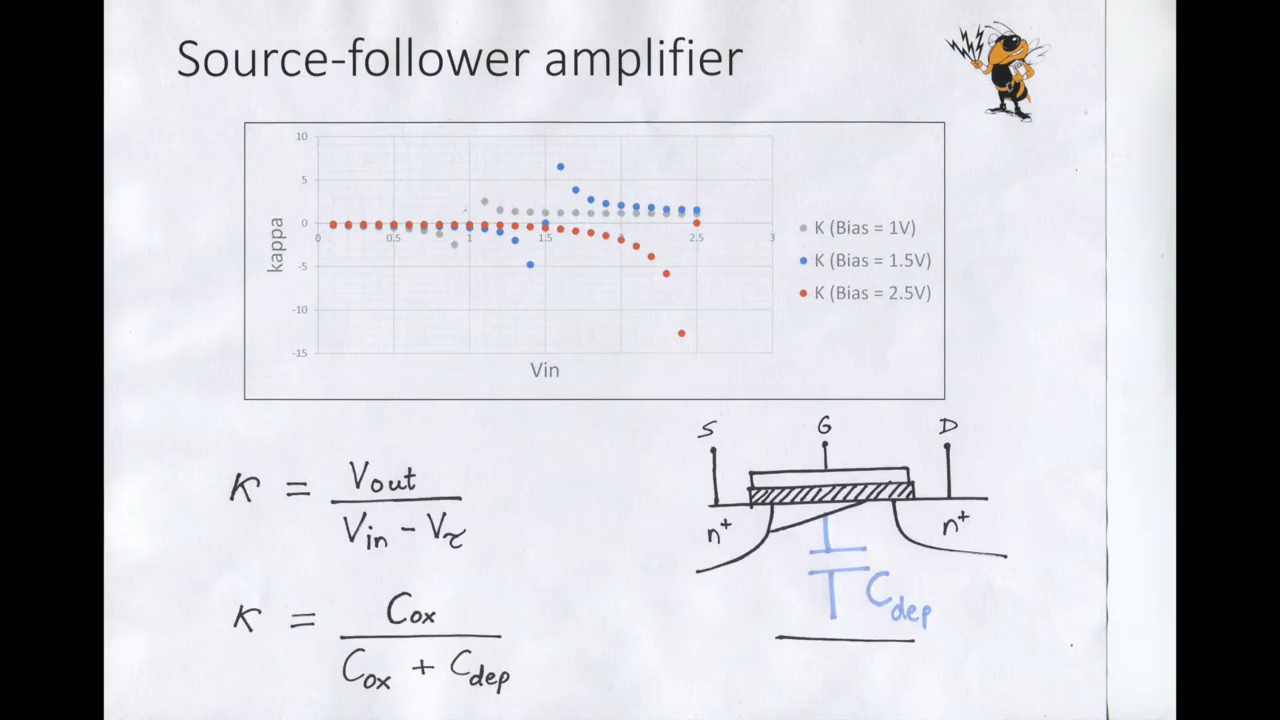 Source-follower amplifier
10
5
0
-5
-10
-15
0 0.5 1 1.5 2 2.5 3
kappa
Vin
K (Bias = 1V)
K (Bias = 1.5V)
K (Bias = 2.5V)
S G D
n+ n+
Cdep
κ = Vout / Vin − Vτ
κ = Cox / Cox + Cdep